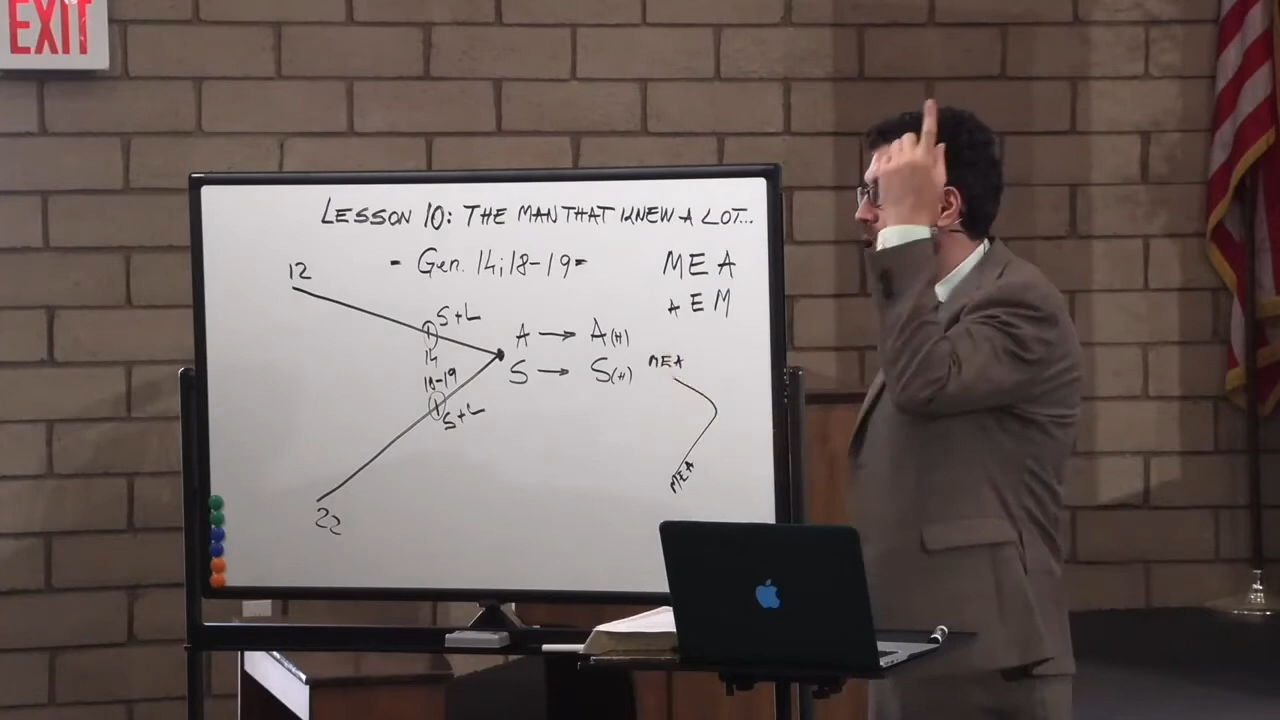 EXIT
LESSON 10: THE MAN THAT KNEW A LOT...
- Gen. 14;18-19 -
MEA
AEM
12
S+L
14
A → A(H)
S → S(H)
MEA
18-19
S+L
MEA
22